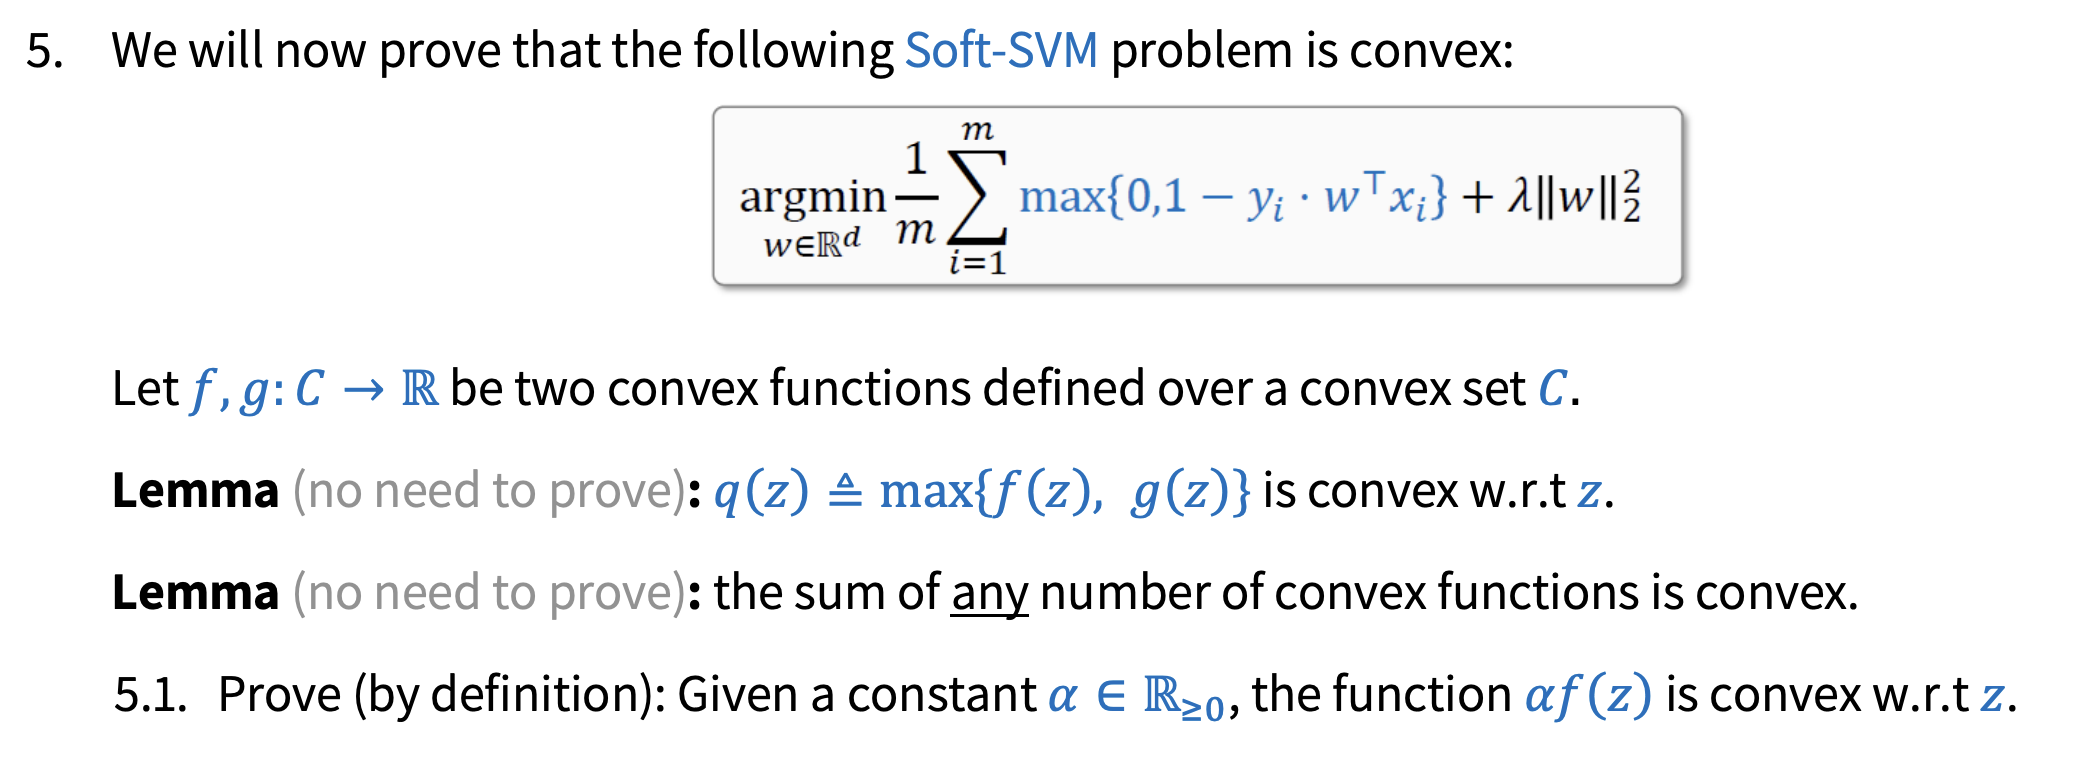 5. We will now prove that the following Soft-SVM problem is convex:
argmin_{w∈ℝ^d} \frac{1}{m} \sum_{i=1}^{m} max{0,1 − y_i · w^⊤x_i} + λ‖w‖_2^2
Let f, g: C → ℝ be two convex functions defined over a convex set C.
Lemma (no need to prove): q(z) ≜ max{f(z), g(z)} is convex w.r.t z.
Lemma (no need to prove): the sum of any number of convex functions is convex.
5.1. Prove (by definition): Given a constant α ∈ ℝ_{≥0}, the function αf(z) is convex w.r.t z.